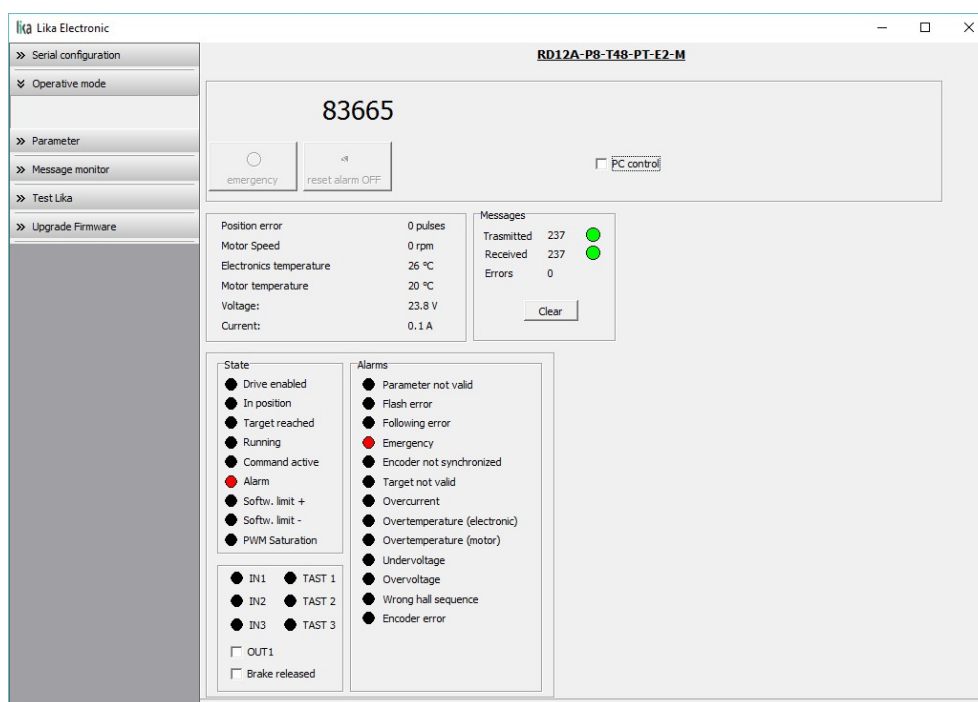 lika Lika Electronic
Serial configuration
Operative mode
Parameter
Message monitor
Test Lika
Upgrade Firmware
RD12A-P8-T48-PT-E2-M
83665
emergency
reset alarm OFF
PC control
Position error 0 pulses
Motor Speed 0 rpm
Electronics temperature 26 ºC
Motor temperature 20 ºC
Voltage: 23.8 V
Current: 0.1 A
Messages
Trasmitted 237
Received 237
Errors 0
Clear
State
Drive enabled
In position
Target reached
Running
Command active
Alarm
Softw. limit +
Softw. limit -
PWM Saturation
IN1 TAST 1
IN2 TAST 2
IN3 TAST 3
OUT1
Brake released
Alarms
Parameter not valid
Flash error
Following error
Emergency
Encoder not synchronized
Target not valid
Overcurrent
Overtemperature (electronic)
Overtemperature (motor)
Undervoltage
Overvoltage
Wrong hall sequence
Encoder error